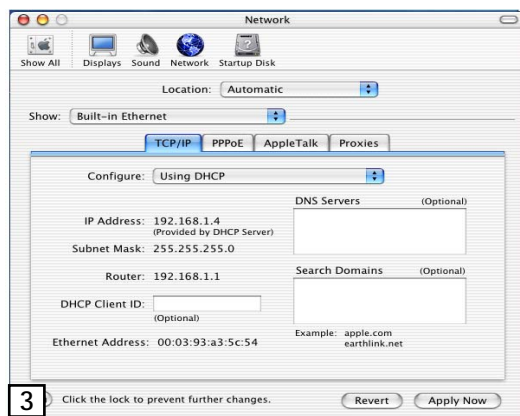 Network
Show All Displays Sound Network Startup Disk
Location: Automatic
Show: Built-in Ethernet
TCP/IP PPPoE AppleTalk Proxies
Configure: Using DHCP
DNS Servers (Optional)
IP Address: 192.168.1.4
(Provided by DHCP Server)
Subnet Mask: 255.255.255.0
Router: 192.168.1.1
Search Domains (Optional)
DHCP Client ID:
(Optional)
Example: apple.com
earthlink.net
Ethernet Address: 00:03:93:a3:5c:54
3 Click the lock to prevent further changes. Revert Apply Now